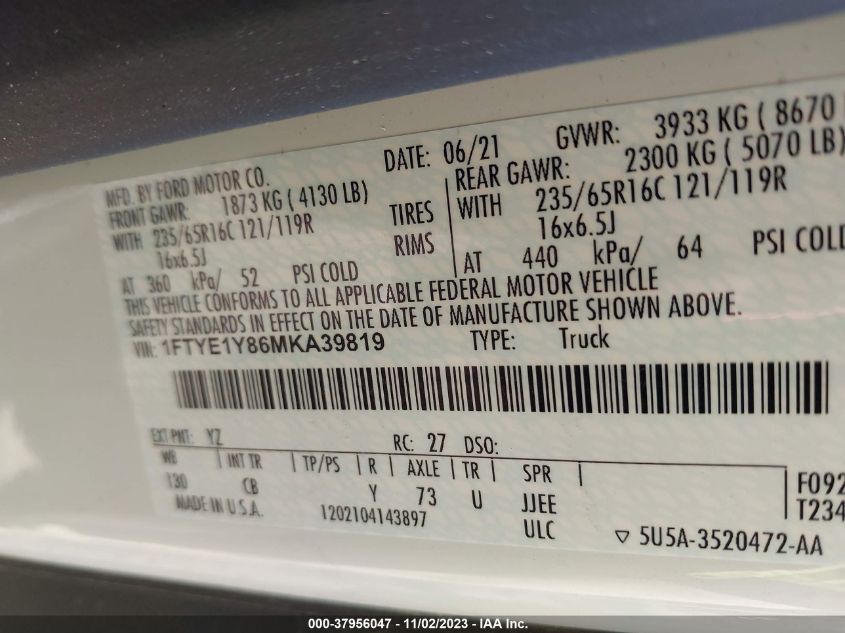 MFD. BY FORD MOTOR CO.
DATE: 06/21
GVWR: 3933 KG ( 8670
FRONT GAWR: 1873 KG ( 4130 LB)
REAR GAWR: 2300 KG ( 5070 LB)
WITH 235/65R16C 121/119R TIRES
WITH 235/65R16C 121/119R
16x6.5J RIMS 16x6.5J
AT 360 kPa/ 52 PSI COLD
AT 440 kPa/ 64 PSI COLD
THIS VEHICLE CONFORMS TO ALL APPLICABLE FEDERAL MOTOR VEHICLE
SAFETY STANDARDS IN EFFECT ON THE DATE OF MANUFACTURE SHOWN ABOVE.
VIN: 1FTYE1Y86MKA39819 TYPE: Truck
EXT PNT: YZ RC: 27 DSO:
WB INT TR TP/PS R AXLE TR SPR
130 CB Y 73 U JJEE
F092
T234
MADE IN U.S.A. 1202104143897 ULC
▽ 5U5A-3520472-AA
000-37956047 - 11/02/2023 - IAA Inc.